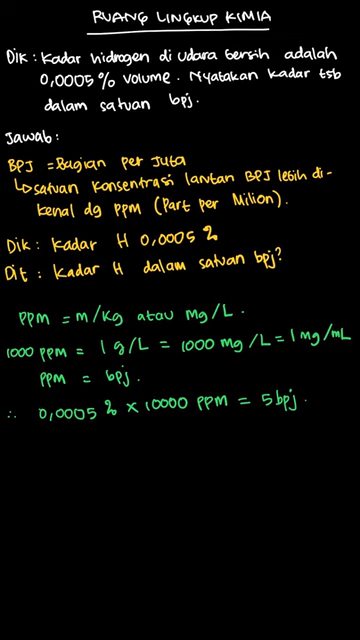 RUANG LINGKUP KIMIA
Dik : Kadar hidrogen di udara bersih adalah
0,0005 % volume. Nyatakan kadar tsb
dalam satuan bpj.
Jawab :
BPJ = Bagian per Juta
↳ satuan konsentrasi larutan BPJ lebih di-
kenal dg PPM (Part per Milion).
Dik : Kadar H 0,0005 %
Dit : Kadar H dalam satuan bpj?
PPM = m/kg atau mg/L.
1000 PPM = 1 g/L = 1000 mg/L = 1 mg/mL
PPM = bpj.
∴ 0,0005 % × 10000 PPM = 5 bpj.